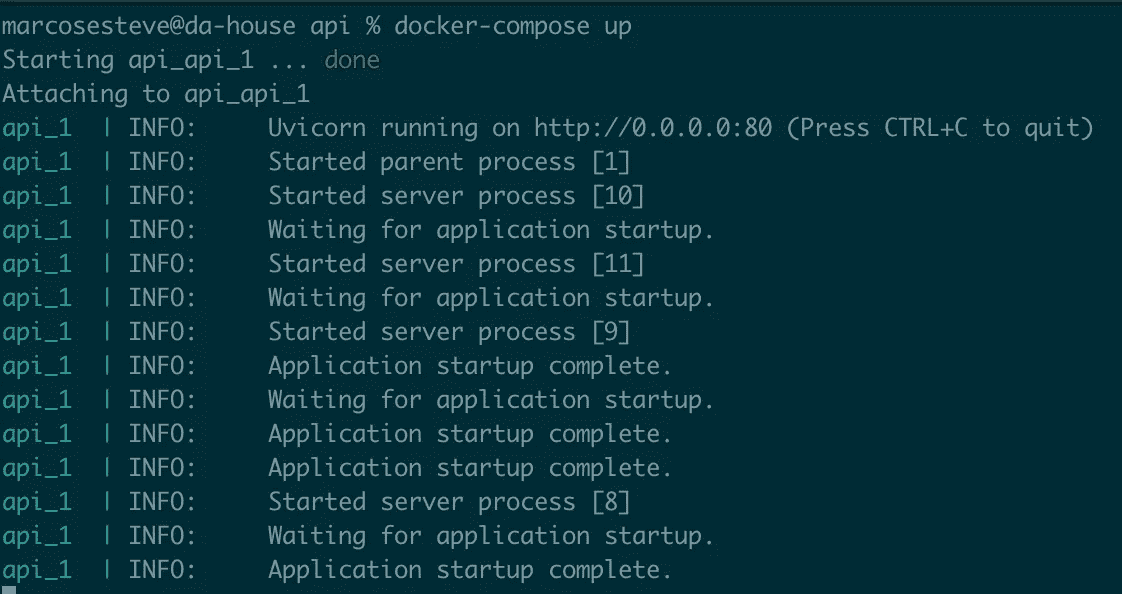 marcosesteve@da-house api % docker-compose up
Starting api_api_1 ... done
Attaching to api_api_1
api_1  | INFO:     Uvicorn running on http://0.0.0.0:80 (Press CTRL+C to quit)
api_1  | INFO:     Started parent process [1]
api_1  | INFO:     Started server process [10]
api_1  | INFO:     Waiting for application startup.
api_1  | INFO:     Started server process [11]
api_1  | INFO:     Waiting for application startup.
api_1  | INFO:     Started server process [9]
api_1  | INFO:     Application startup complete.
api_1  | INFO:     Waiting for application startup.
api_1  | INFO:     Application startup complete.
api_1  | INFO:     Application startup complete.
api_1  | INFO:     Started server process [8]
api_1  | INFO:     Waiting for application startup.
api_1  | INFO:     Application startup complete.